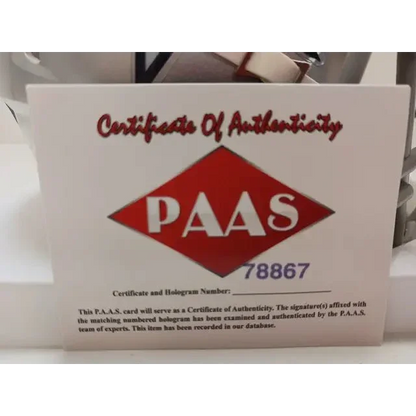 Certificate Of Authenticity
PAAS
78867
Certificate and Hologram Number:
This P.A.A.S. card will serve as a Certificate of Authenticity. The signature(s) affixed with
the matching numbered hologram has been examined and authenticated by the P.A.A.S.
team of experts. This item has been recorded in our database.